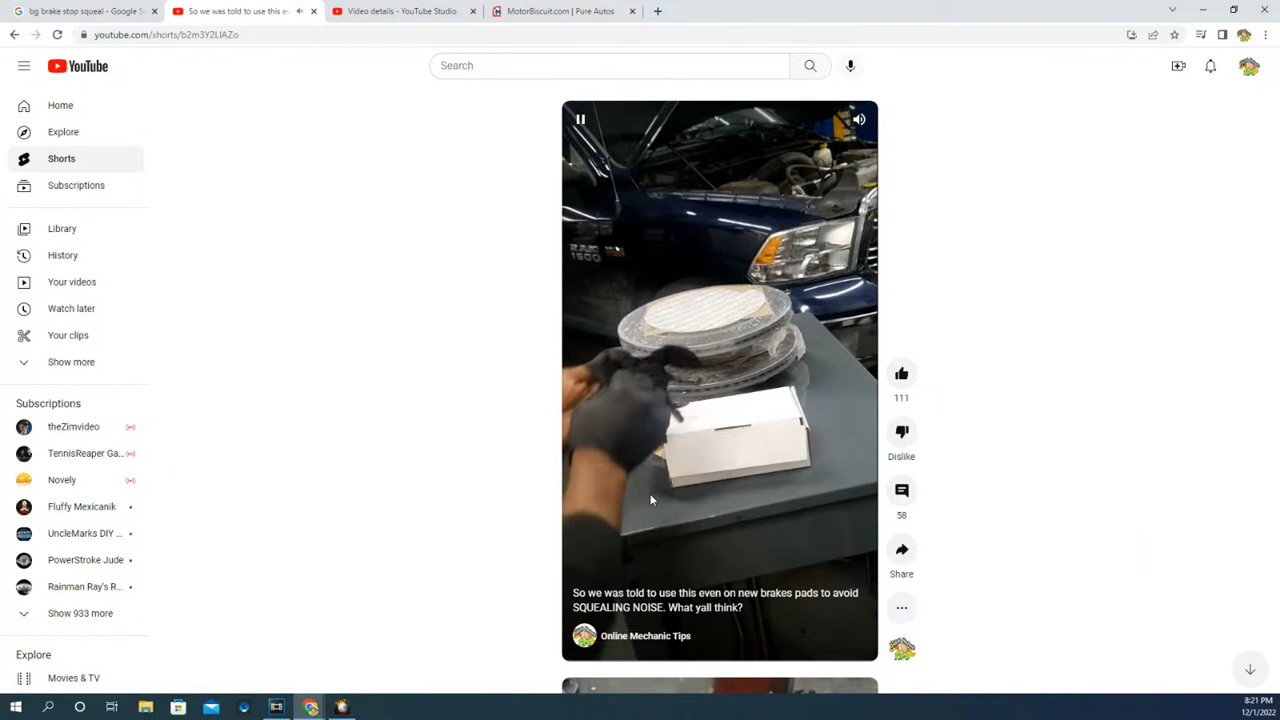 bg brake stop squeal - Google S
So we was told to use this ev
Video details - YouTube Studio
MotorBiscuit.com | Pure Autos
youtube.com/shorts/b2m3Y2LIAZo
YouTube
Search
Home
Explore
Shorts
Subscriptions
Library
History
Your videos
Watch later
Your clips
Show more
Subscriptions
theZimvideo
TennisReaper Ga...
Novely
Fluffy Mexicanik
UncleMarks DIY ...
PowerStroke Jude
Rainman Ray's R...
Show 933 more
Explore
Movies & TV
RAM
1500
So we was told to use this even on new brakes pads to avoid
SQUEALING NOISE. What yall think?
Online Mechanic Tips
111
Dislike
58
Share
8:21 PM
12/1/2022